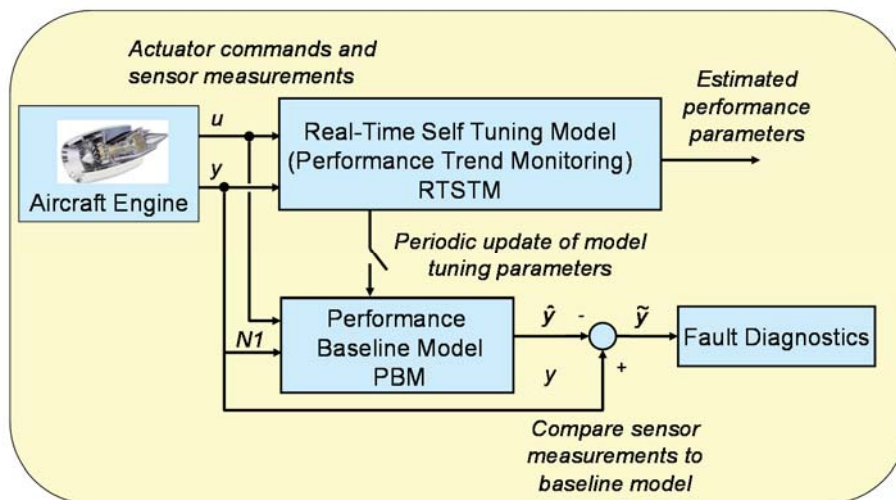 Actuator commands and
sensor measurements
Estimated
performance
parameters
u
y
Aircraft Engine
Real-Time Self Tuning Model
(Performance Trend Monitoring)
RTSTM
Periodic update of model
tuning parameters
N1
Performance
Baseline Model
PBM
ŷ
-
ỹ
Fault Diagnostics
y
+
Compare sensor
measurements to
baseline model